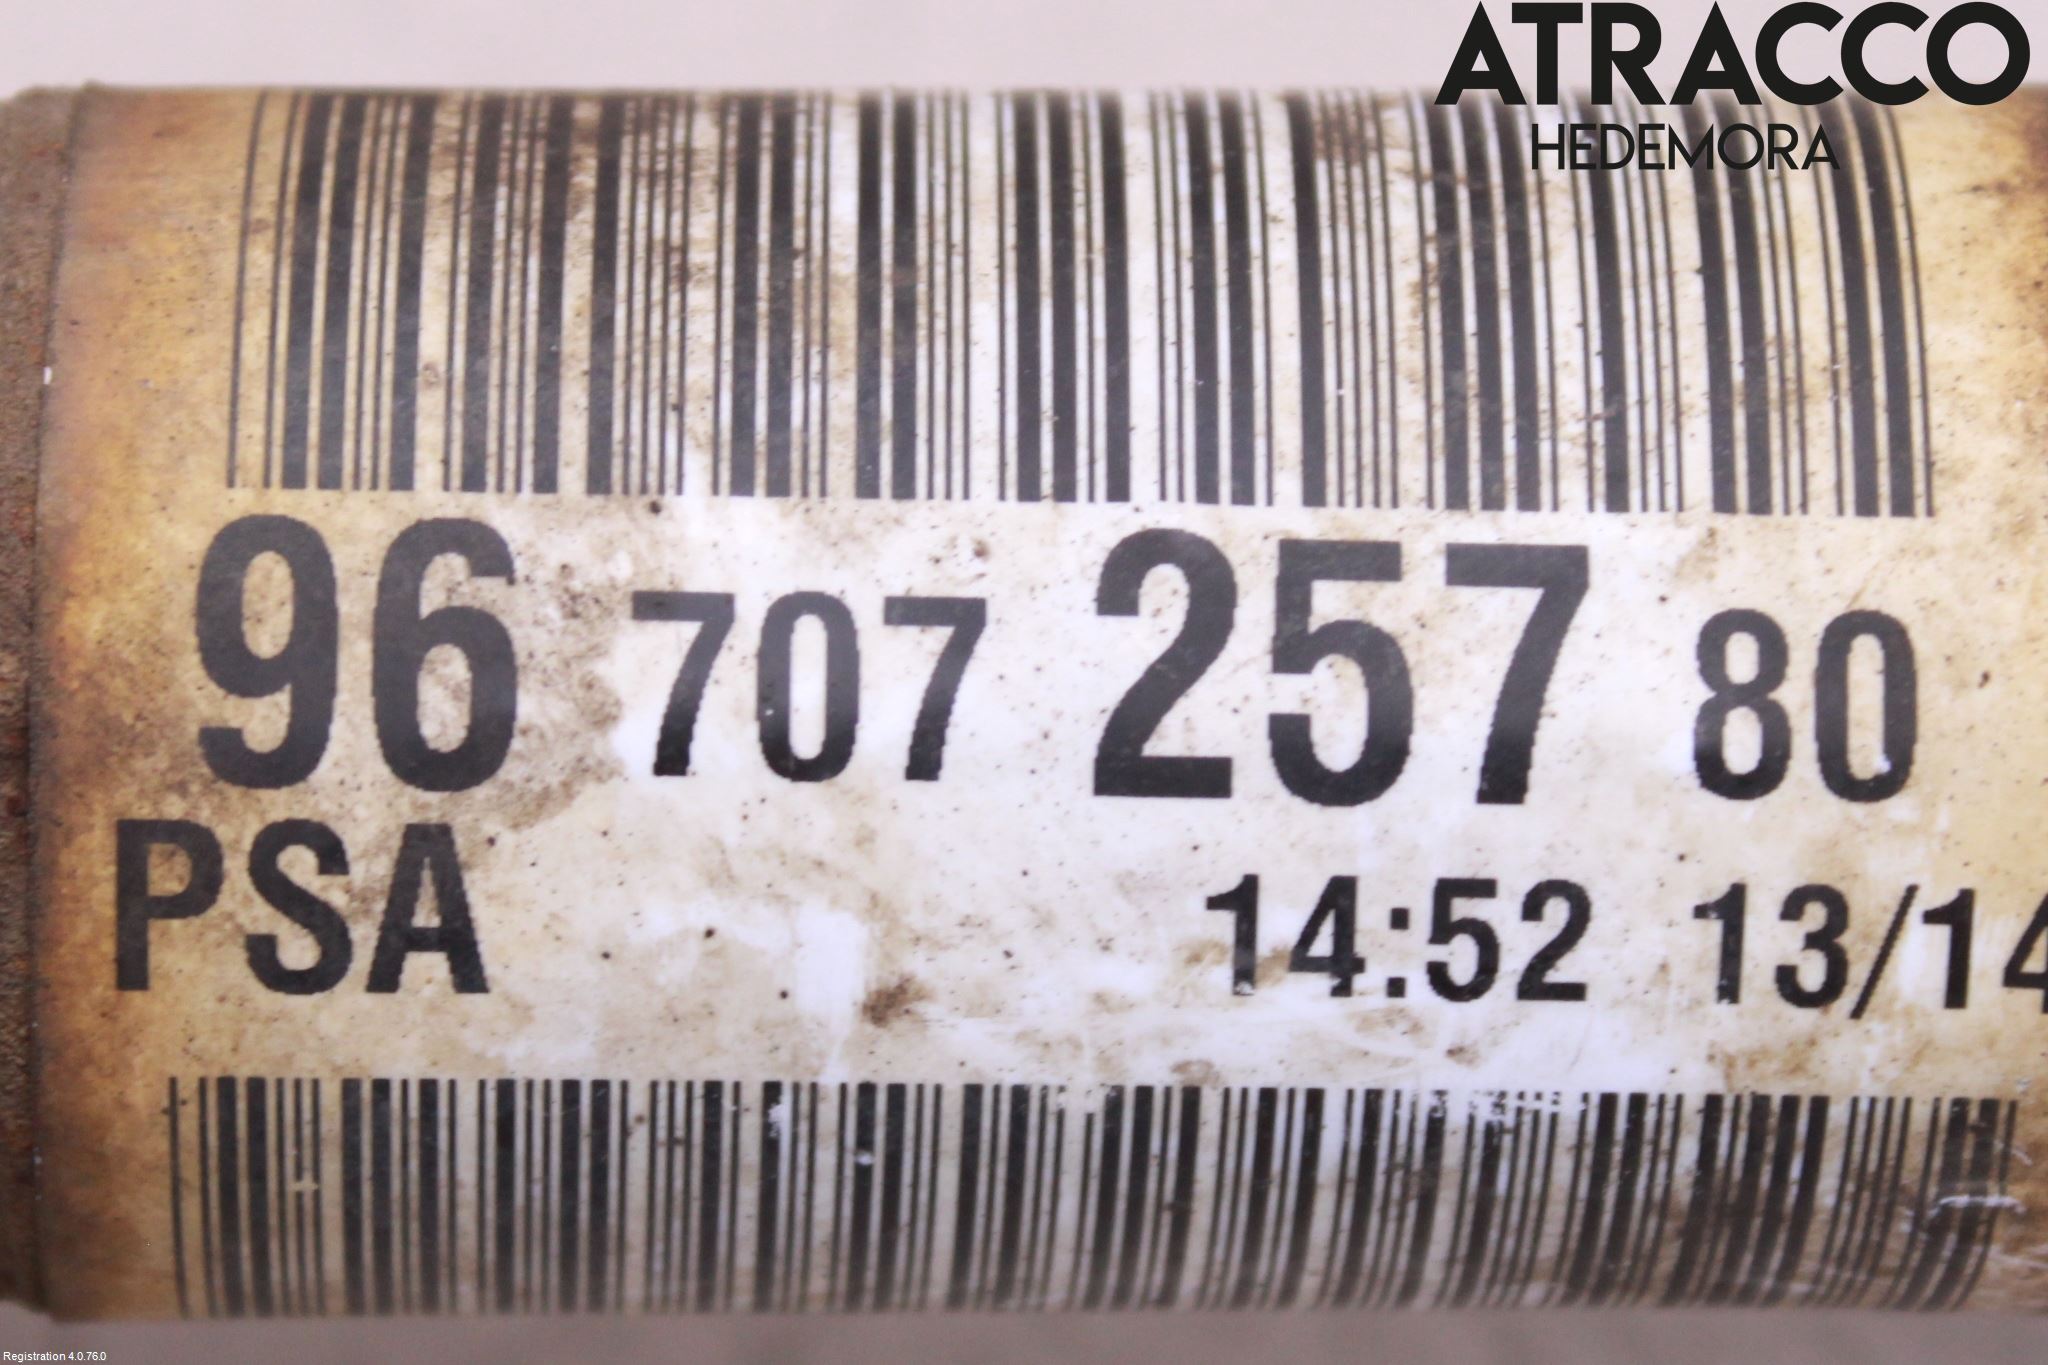 ATRACCO
HEDEMORA
96 707 257 80
PSA 14:52 13/14
Registration 4.0.76.0